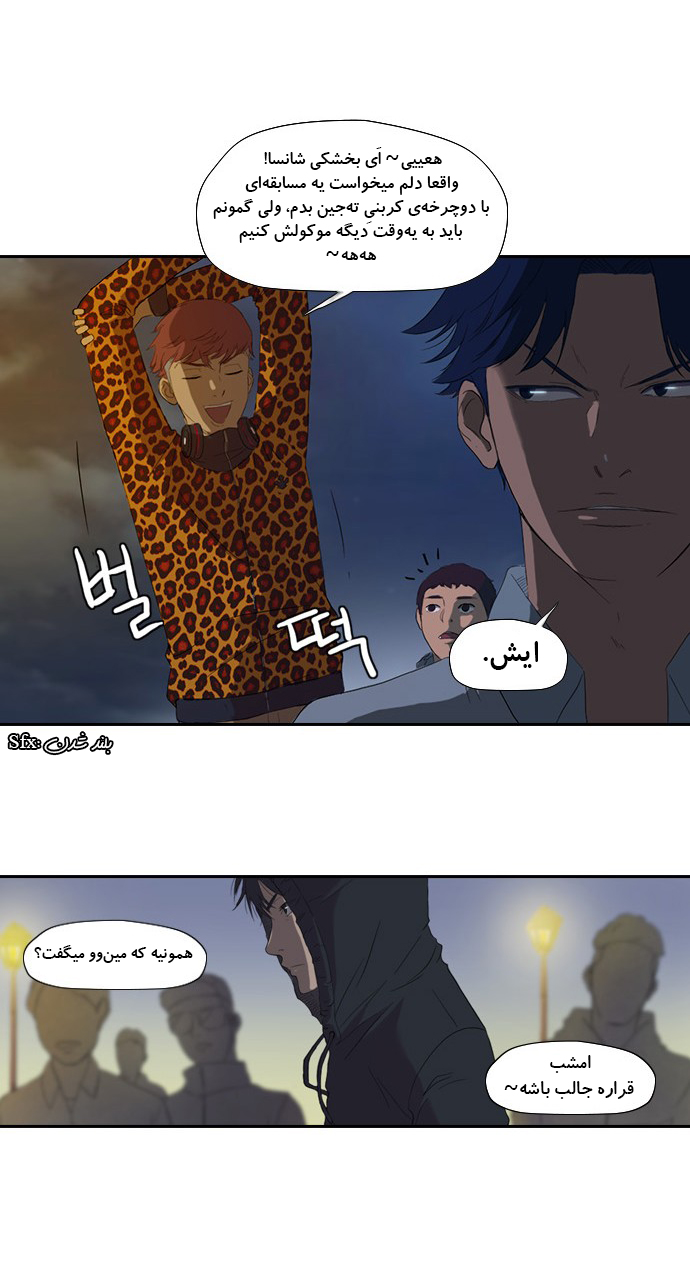 هعییی~ اَی بخشکی شانسا!
واقعا دلم میخواست یه مسابقه‌ای
با دوچرخه‌ی کربنیِ ته‌جین بدم، ولی گمونم
باید به یه‌وقت دیگه موکولش کنیم
هه‌هه~
벌
떡
ایش.
Sfx: بلند شدن
همونیه که مین‌وو میگفت؟
امشب
قراره جالب باشه~